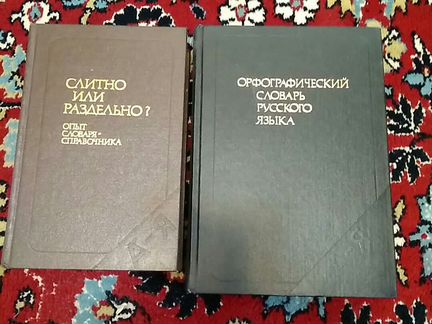 СЛИТНО
ИЛИ
РАЗДЕЛЬНО?
ОПЫТ
СЛОВАРЯ-
СПРАВОЧНИКА
ОРФОГРАФИЧЕСКИЙ
СЛОВАРЬ
РУССКОГО
ЯЗЫКА